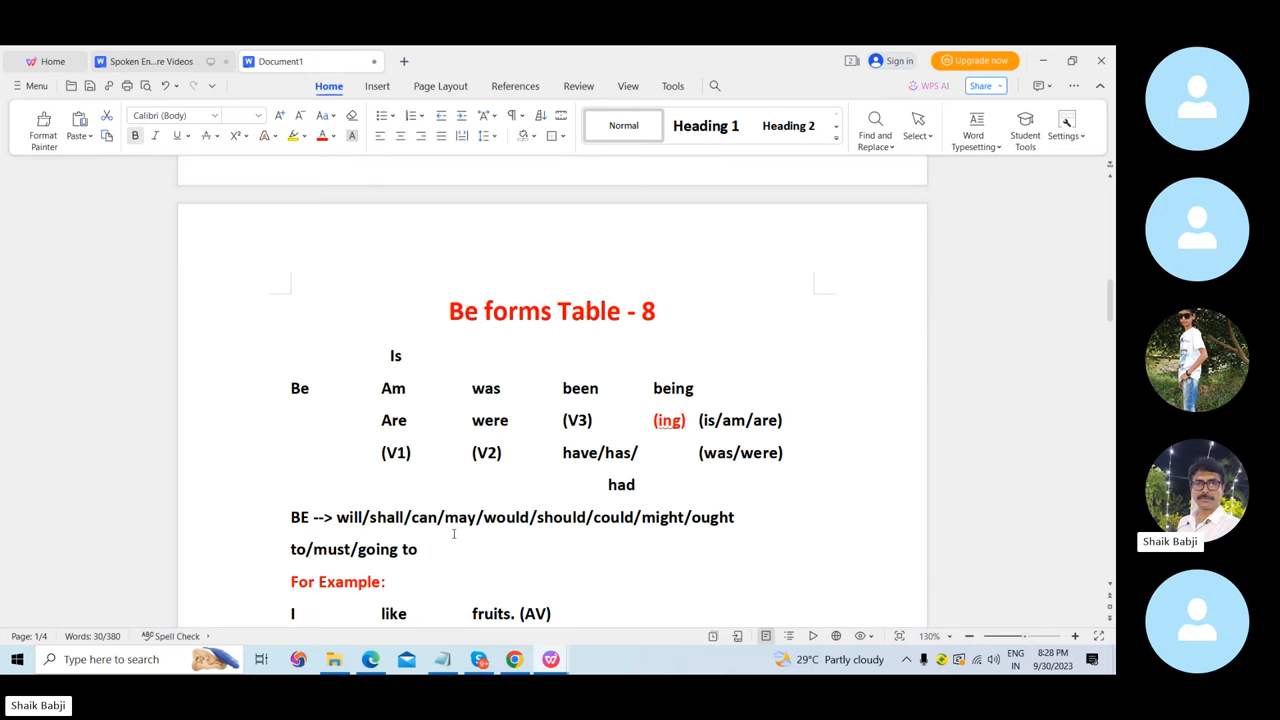 Home
Spoken En...re Videos
Document1
Sign in
Upgrade now
Menu
Home
Insert
Page Layout
References
Review
View
Tools
WPS AI
Share
Format Painter
Paste
Calibri (Body)
Normal
Heading 1
Heading 2
Find and Replace
Select
Word Typesetting
Student Tools
Settings
Be forms Table - 8
Is
Be Am was been being
Are were (V3) (ing) (is/am/are)
(V1) (V2) have/has/ (was/were)
had
BE --> will/shall/can/may/would/should/could/might/ought
to/must/going to
For Example:
I like fruits. (AV)
Shaik Babji
Page: 1/4
Words: 30/380
Spell Check
130%
Type here to search
29°C Partly cloudy
ENG
IN
8:28 PM
9/30/2023
Shaik Babji